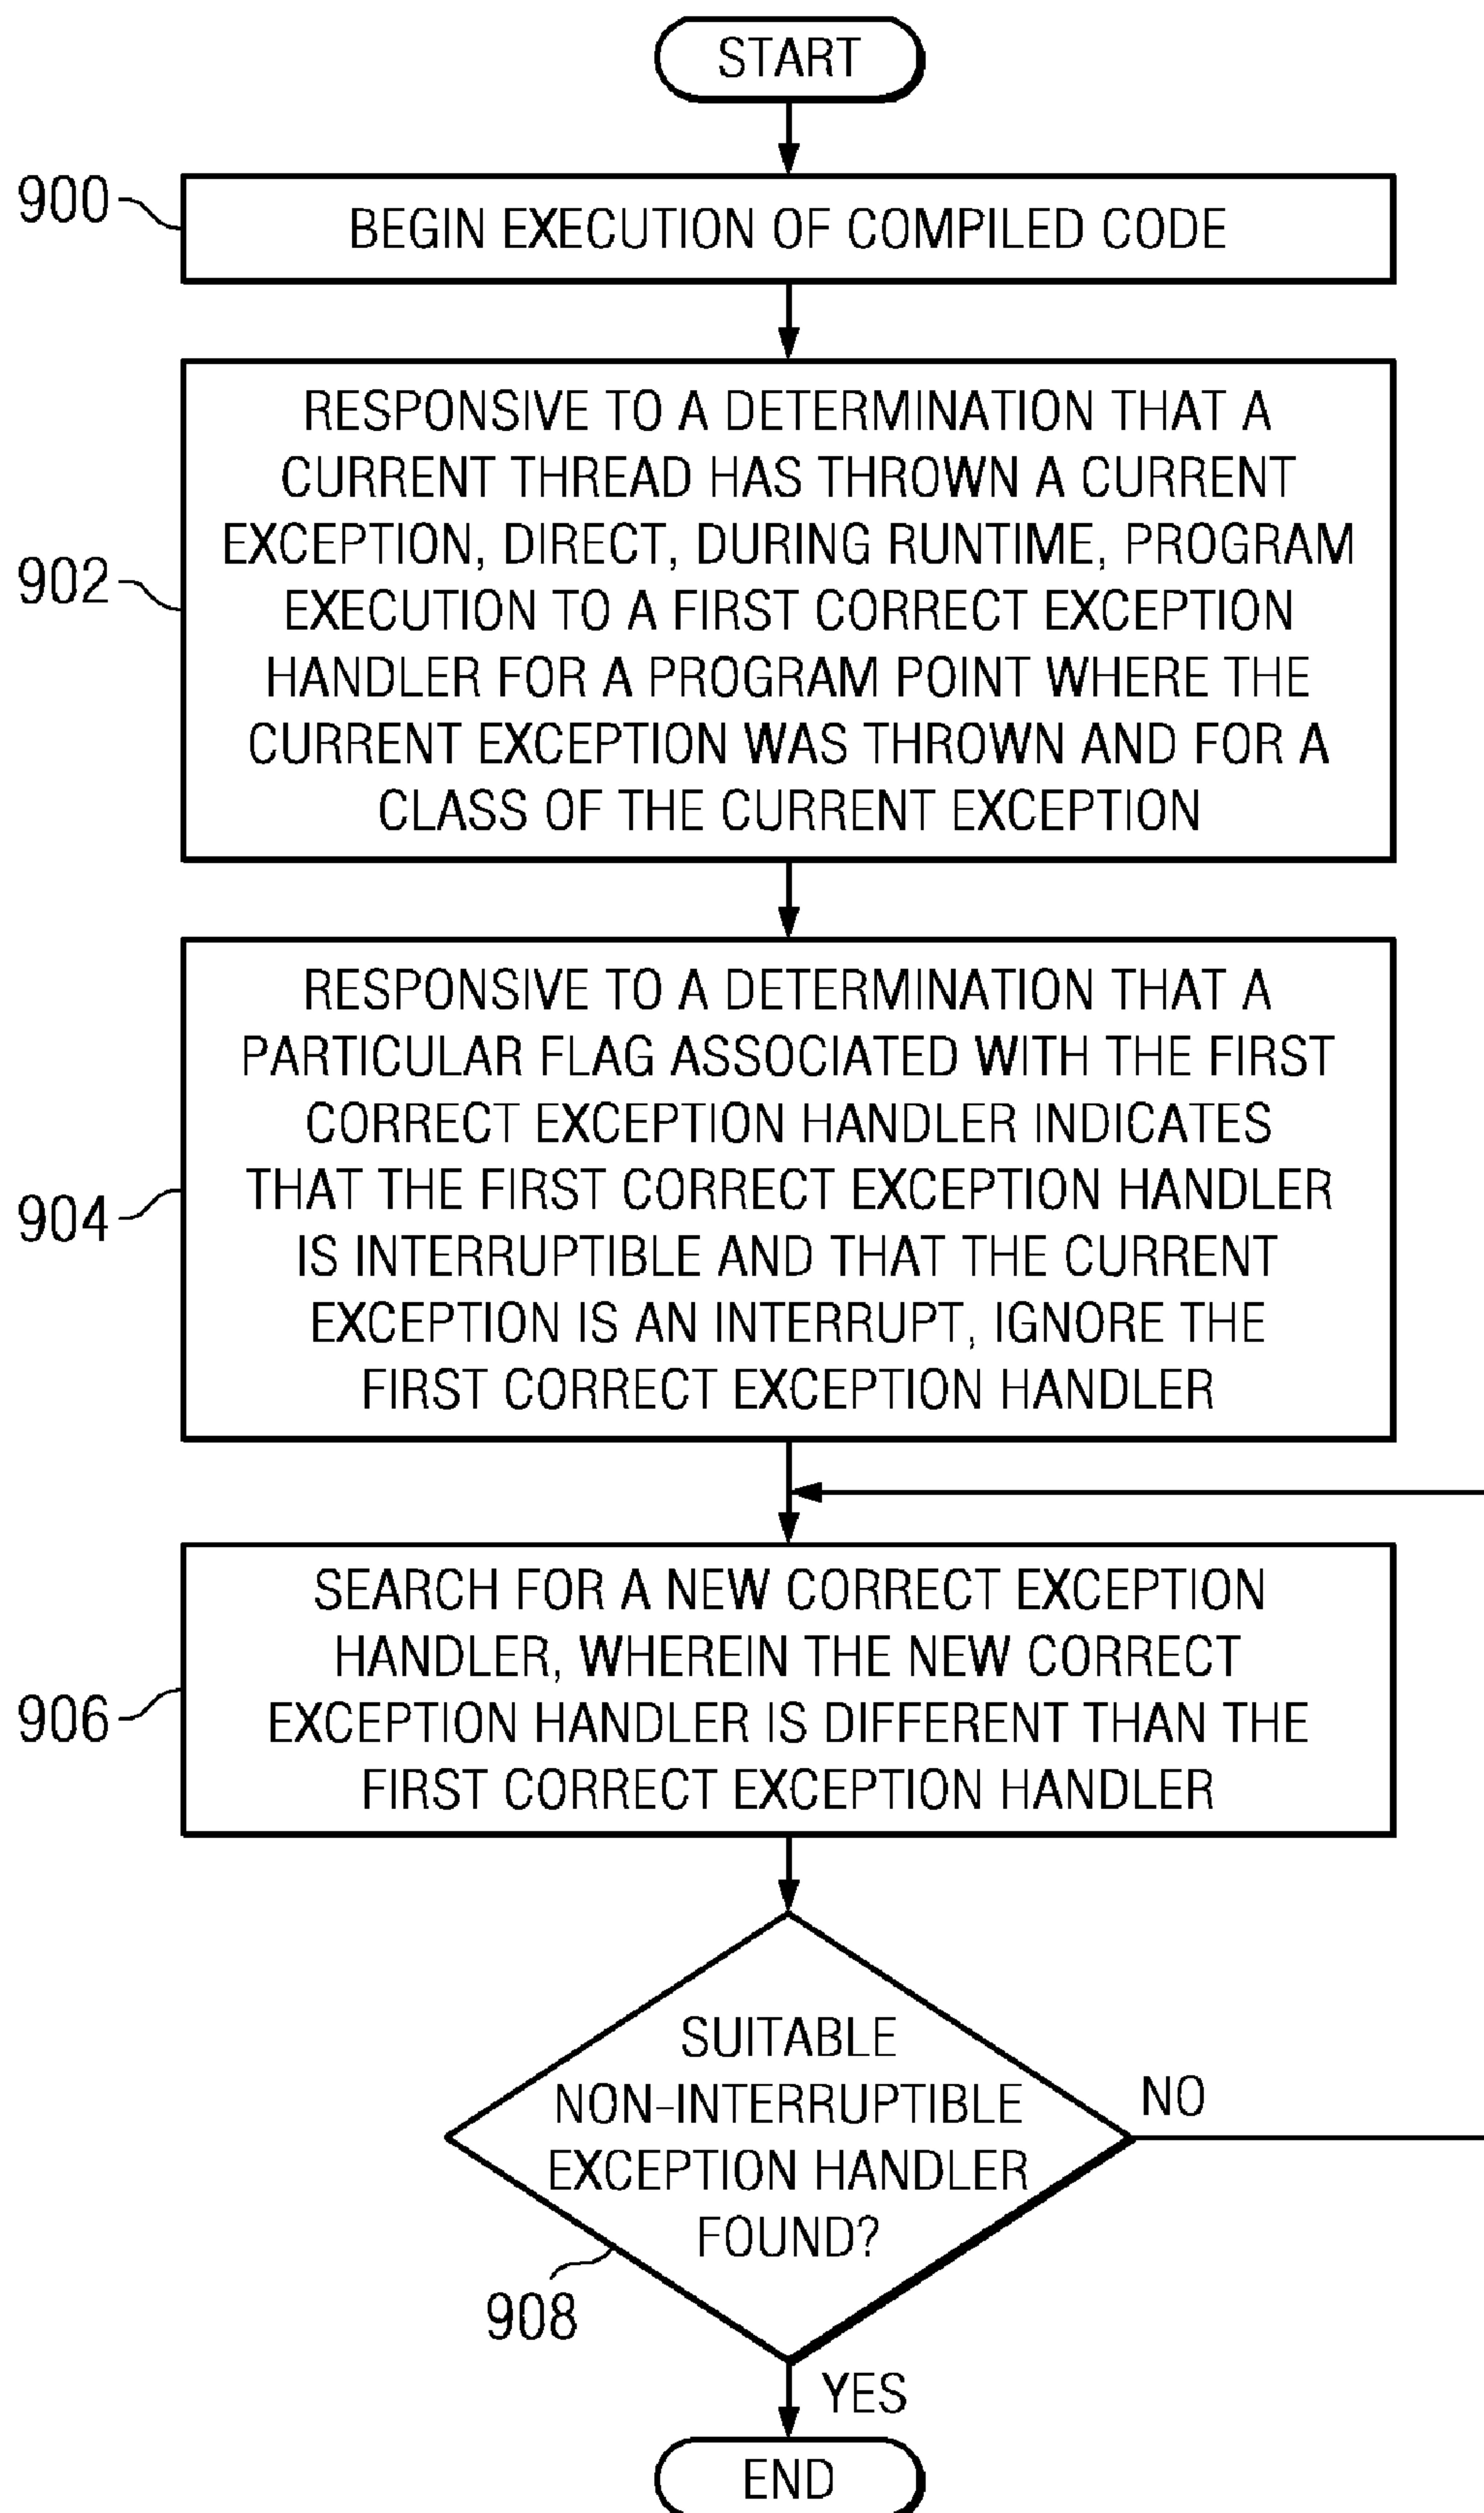 START
900
BEGIN EXECUTION OF COMPILED CODE
902
RESPONSIVE TO A DETERMINATION THAT A
CURRENT THREAD HAS THROWN A CURRENT
EXCEPTION, DIRECT, DURING RUNTIME, PROGRAM
EXECUTION TO A FIRST CORRECT EXCEPTION
HANDLER FOR A PROGRAM POINT WHERE THE
CURRENT EXCEPTION WAS THROWN AND FOR A
CLASS OF THE CURRENT EXCEPTION
904
RESPONSIVE TO A DETERMINATION THAT A
PARTICULAR FLAG ASSOCIATED WITH THE FIRST
CORRECT EXCEPTION HANDLER INDICATES
THAT THE FIRST CORRECT EXCEPTION HANDLER
IS INTERRUPTIBLE AND THAT THE CURRENT
EXCEPTION IS AN INTERRUPT, IGNORE THE
FIRST CORRECT EXCEPTION HANDLER
906
SEARCH FOR A NEW CORRECT EXCEPTION
HANDLER, WHEREIN THE NEW CORRECT
EXCEPTION HANDLER IS DIFFERENT THAN THE
FIRST CORRECT EXCEPTION HANDLER
SUITABLE
NON-INTERRUPTIBLE
EXCEPTION HANDLER
FOUND?
NO
908
YES
END